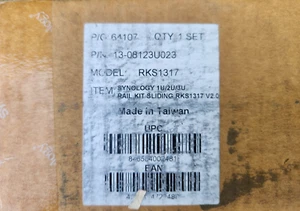 P/G 64107 QTY 1 SET
P/N 13-08123U023
MODEL: RKS1317
ITEM: SYNOLOGY 1U/2U/3U
RAIL KIT SLIDING RKS1317 V2.0
Made In Taiwan
UPC
EAN